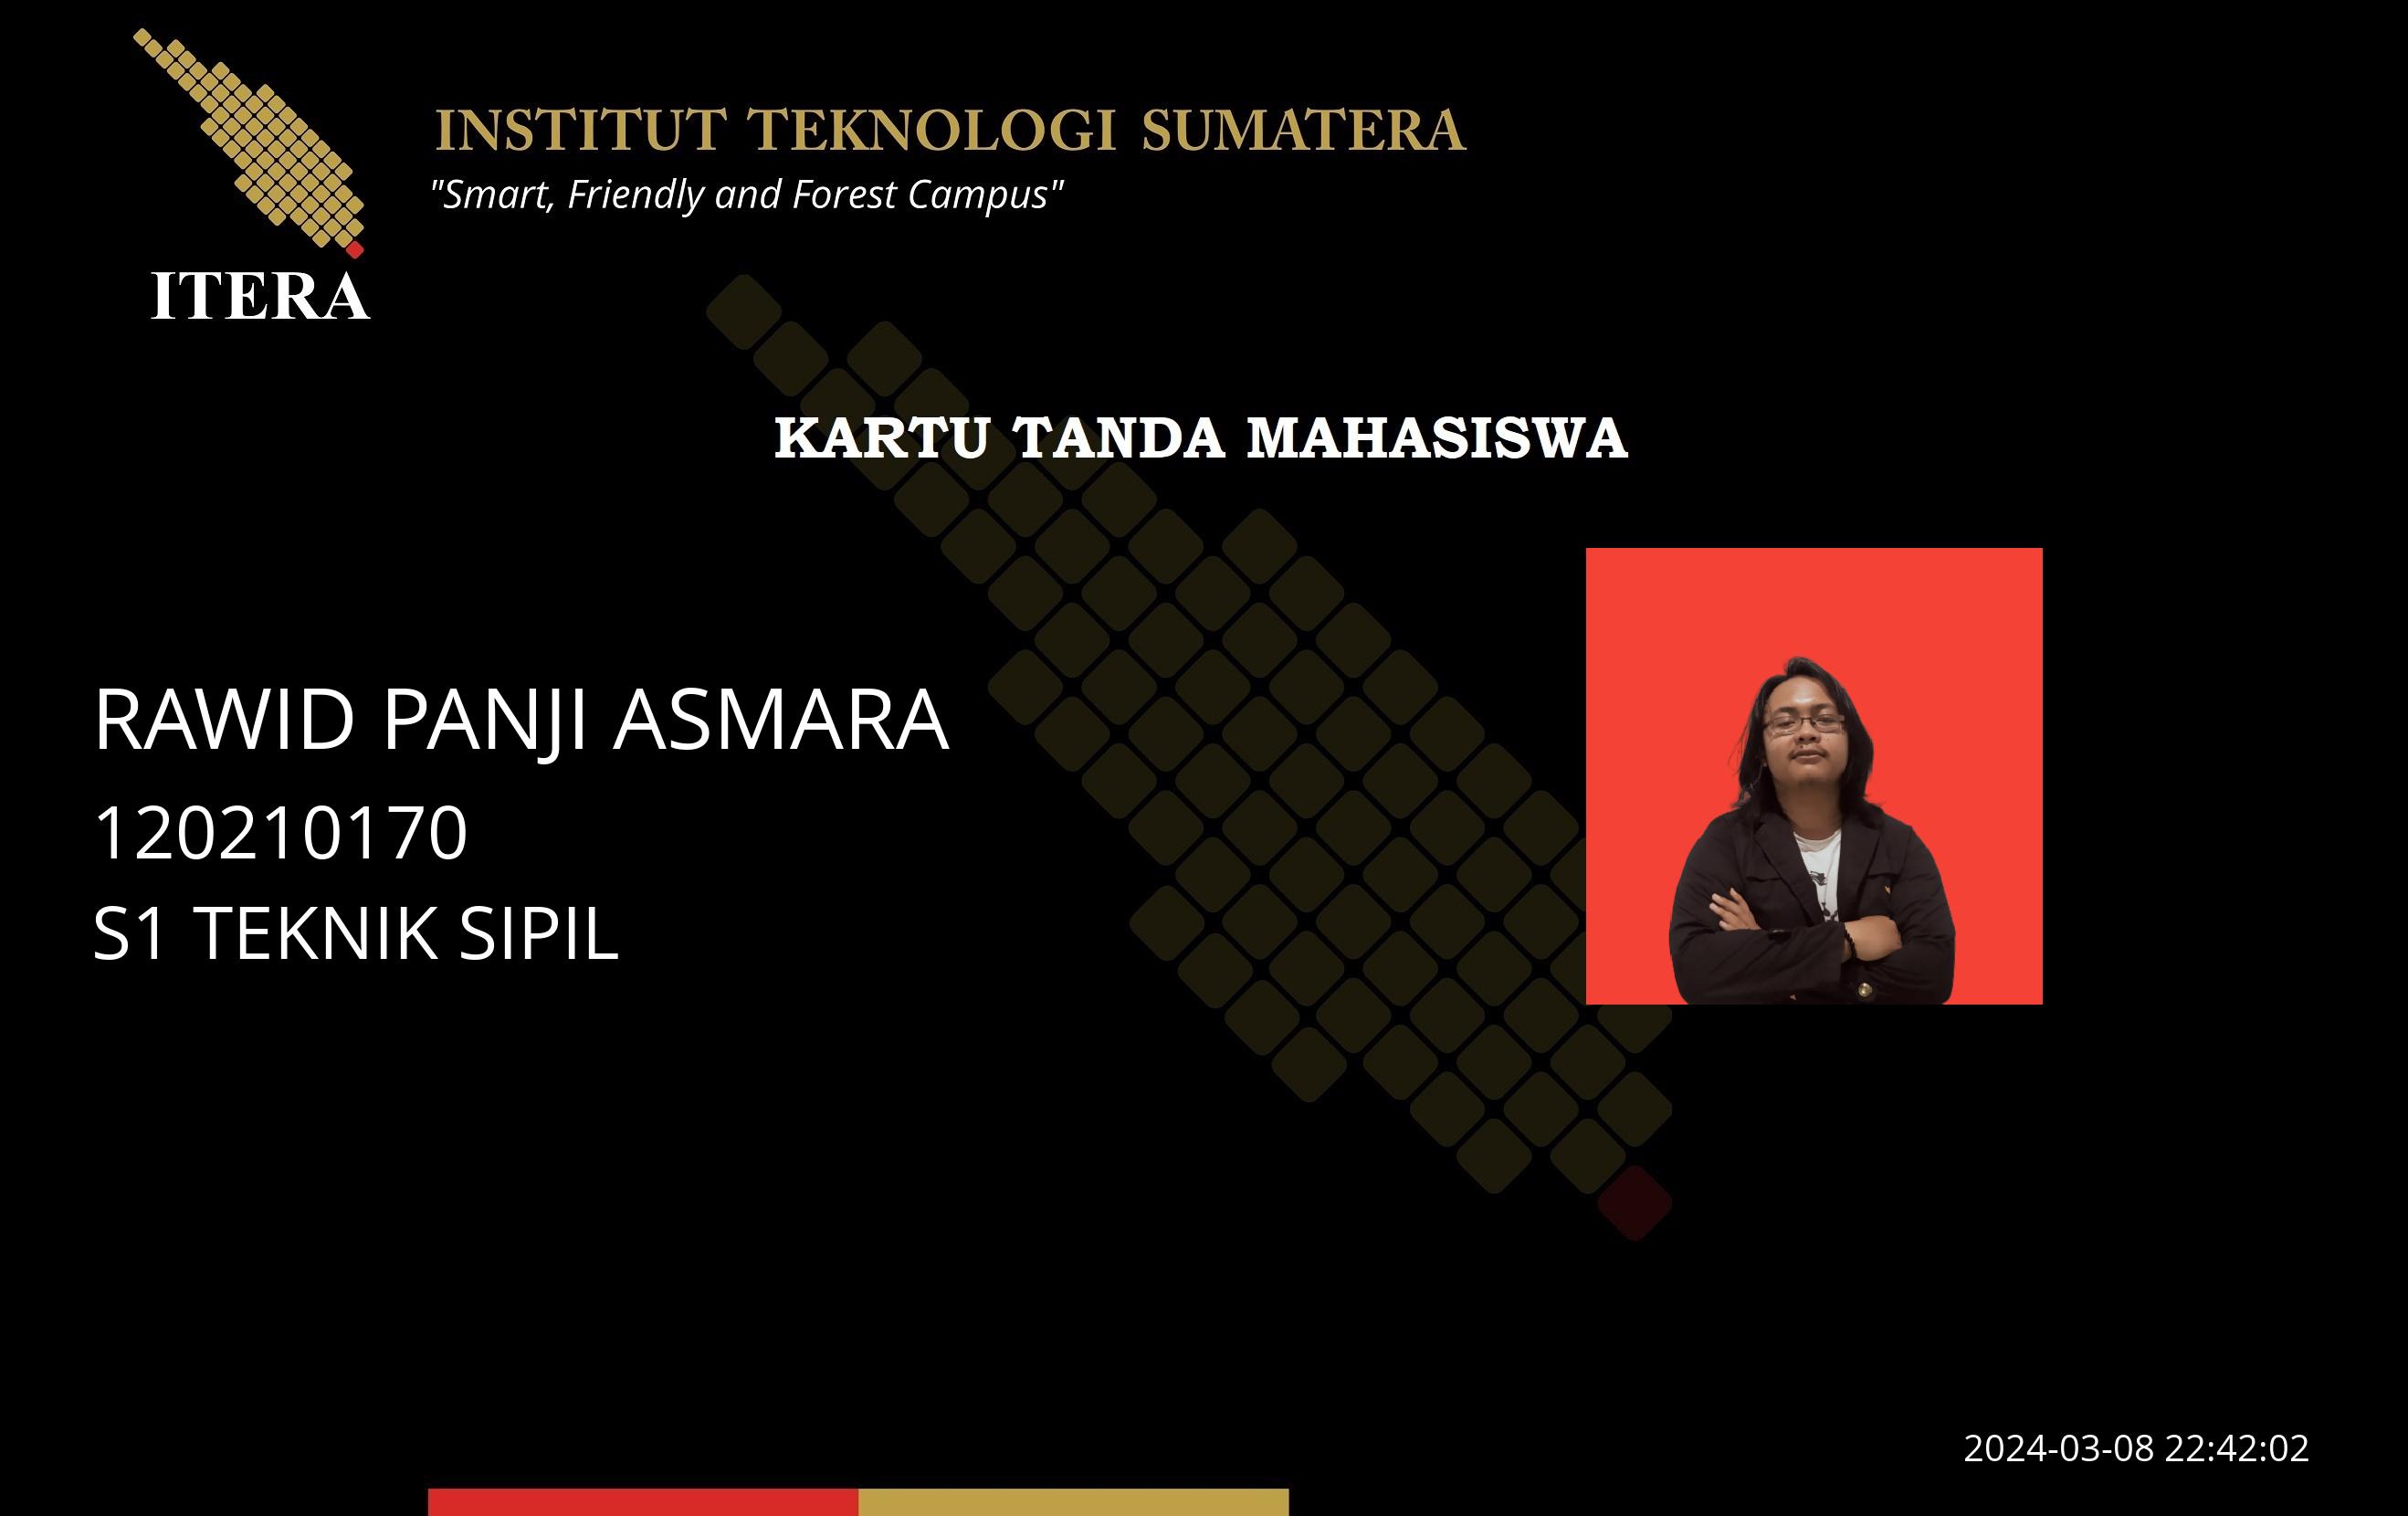 INSTITUT TEKNOLOGI SUMATERA
"Smart, Friendly and Forest Campus"
ITERA
KARTU TANDA MAHASISWA
RAWID PANJI ASMARA
120210170
S1 TEKNIK SIPIL
2024-03-08 22:42:02